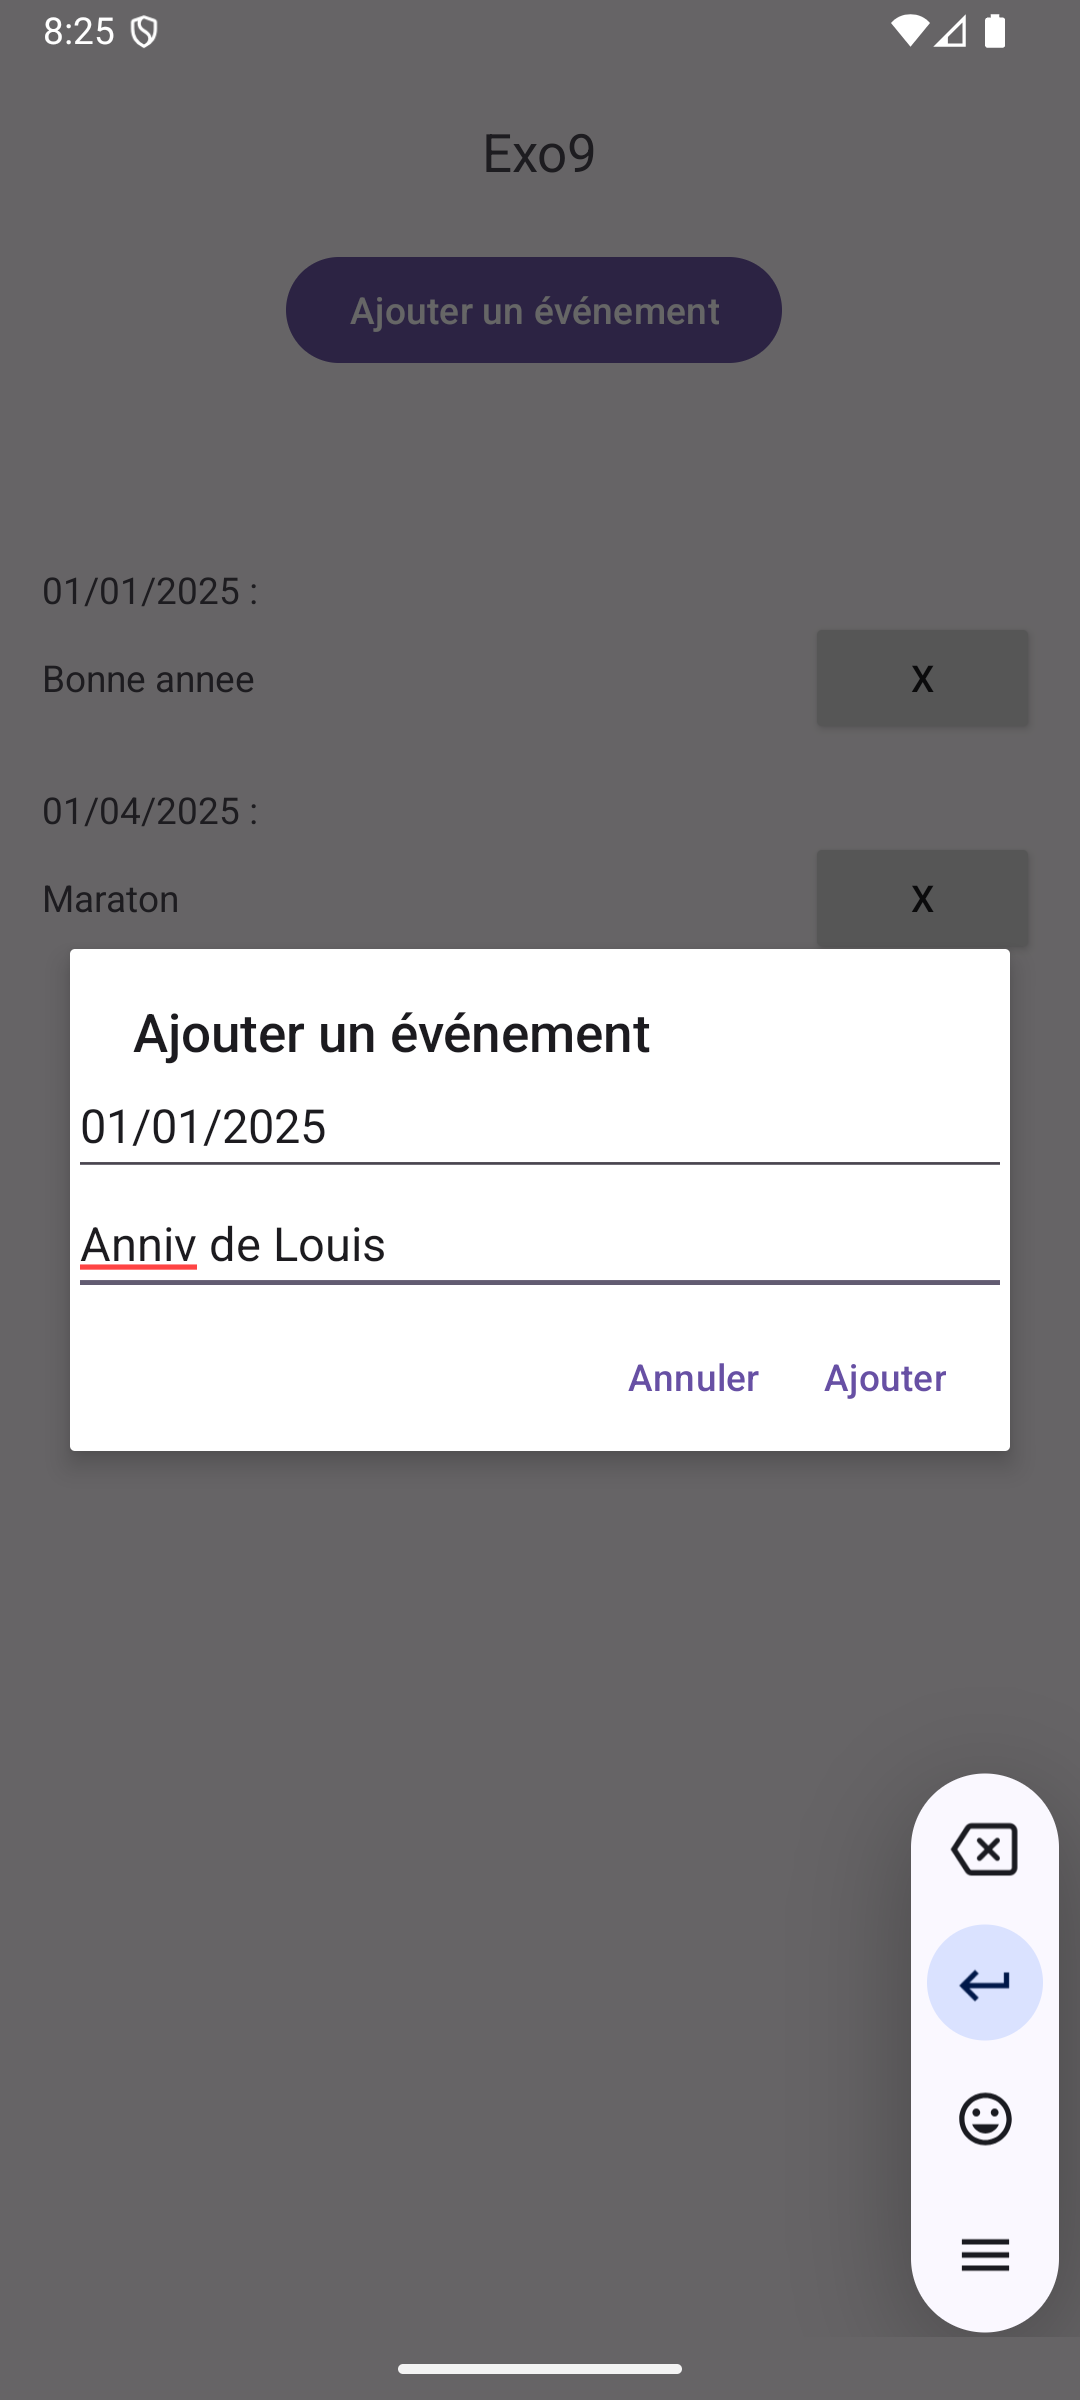 8:25
Exo9
Ajouter un événement
01/01/2025 :
Bonne annee
X
01/04/2025 :
Maraton
X
Ajouter un événement
01/01/2025
Anniv de Louis
Annuler Ajouter